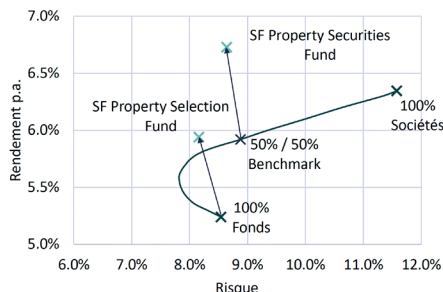 Rendement p.a.
7.0%
6.5%
6.0%
5.5%
5.0%
SF Property Securities
Fund
SF Property Selection
Fund
100%
Sociétés
50% / 50%
Benchmark
100%
Fonds
6.0%
7.0%
8.0%
9.0%
10.0%
11.0%
12.0%
Risque